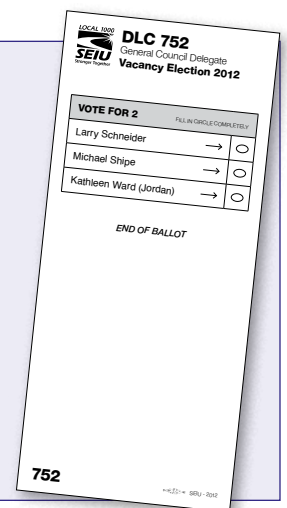 LOCAL 1000
SEIU
Stronger Together
DLC 752
General Council Delegate
Vacancy Election 2012
VOTE FOR 2 FILL IN CIRCLE COMPLETELY
Larry Schneider →
Michael Shipe →
Kathleen Ward (Jordan) →
END OF BALLOT
752
SEIU - 2012